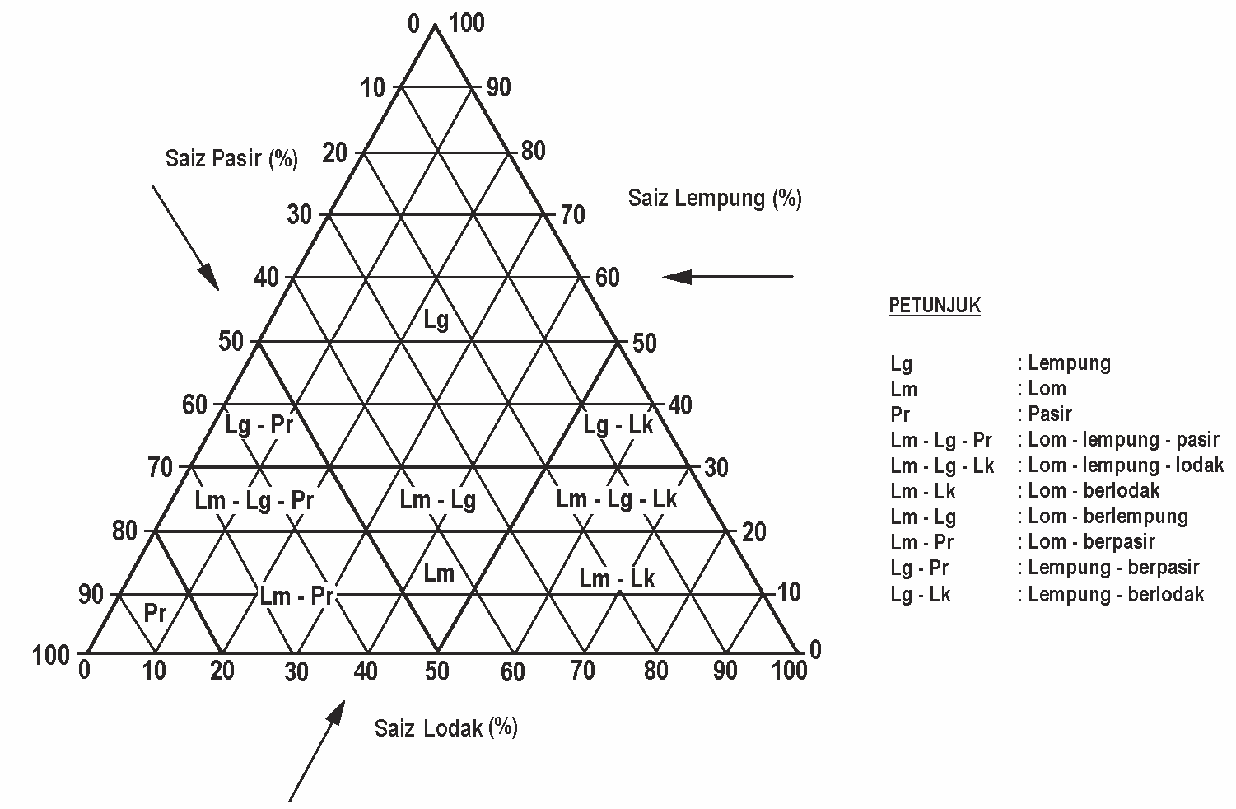 0 100
10 90
Saiz Pasir (%) 20 80
Saiz Lempung (%)
30 70
40 60
PETUNJUK
Lg
50 50
Lg : Lempung
Lm : Lom
60 40
Pr : Pasir
Lg - Pr Lg - Lk
Lm - Lg - Pr : Lom - lempung - pasir
70 30
Lm - Lg - Lk : Lom - lempung - lodak
Lm - Lg - Pr Lm - Lg Lm - Lg - Lk
Lm - Lk : Lom - berlodak
Lm - Lg : Lom - berlempung
80 20
Lm - Pr : Lom - berpasir
Lm Lm - Lk
Lg - Pr : Lempung - berpasir
90 10
Lg - Lk : Lempung - berlodak
Pr Lm - Pr
100 0
0 10 20 30 40 50 60 70 80 90 100
Saiz Lodak (%)